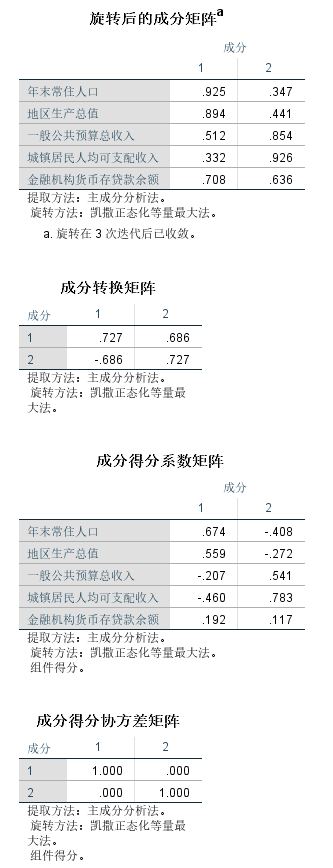 旋转后的成分矩阵a
成分
1 2
年末常住人口 .925 .347
地区生产总值 .894 .441
一般公共预算总收入 .512 .854
城镇居民人均可支配收入 .332 .926
金融机构货币存贷款余额 .708 .636
提取方法：主成分分析法。
旋转方法：凯撒正态化等量最大法。
a. 旋转在 3 次迭代后已收敛。
成分转换矩阵
成分 1 2
1 .727 .686
2 -.686 .727
提取方法：主成分分析法。
旋转方法：凯撒正态化等量最
大法。
成分得分系数矩阵
成分
1 2
年末常住人口 .674 -.408
地区生产总值 .559 -.272
一般公共预算总收入 -.207 .541
城镇居民人均可支配收入 -.460 .783
金融机构货币存贷款余额 .192 .117
提取方法：主成分分析法。
旋转方法：凯撒正态化等量最大法。
组件得分。
成分得分协方差矩阵
成分 1 2
1 1.000 .000
2 .000 1.000
提取方法：主成分分析法。
旋转方法：凯撒正态化等量最
大法。
组件得分。